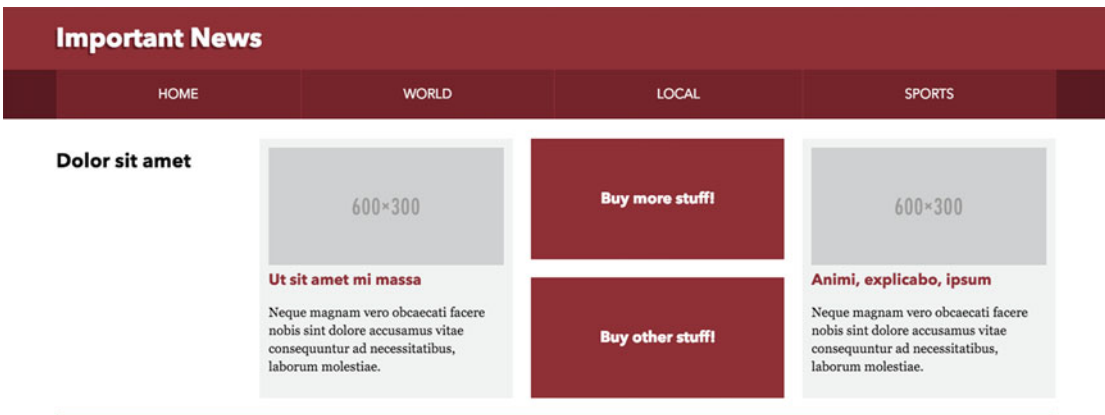 Important News
HOME
WORLD
LOCAL
SPORTS
Dolor sit amet
600×300
Ut sit amet mi massa
Neque magnam vero obcaecati facere
nobis sint dolore accusamus vitae
consequuntur ad necessitatibus,
laborum molestiae.
Buy more stuff!
Buy other stuff!
600×300
Animi, explicabo, ipsum
Neque magnam vero obcaecati facere
nobis sint dolore accusamus vitae
consequuntur ad necessitatibus,
laborum molestiae.